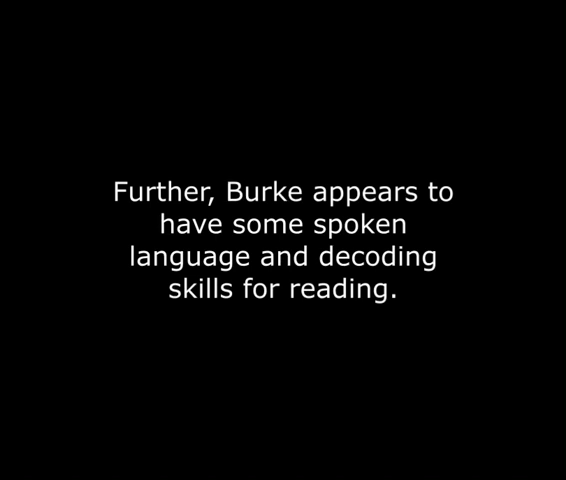 Further, Burke appears to
have some spoken
language and decoding
skills for reading.